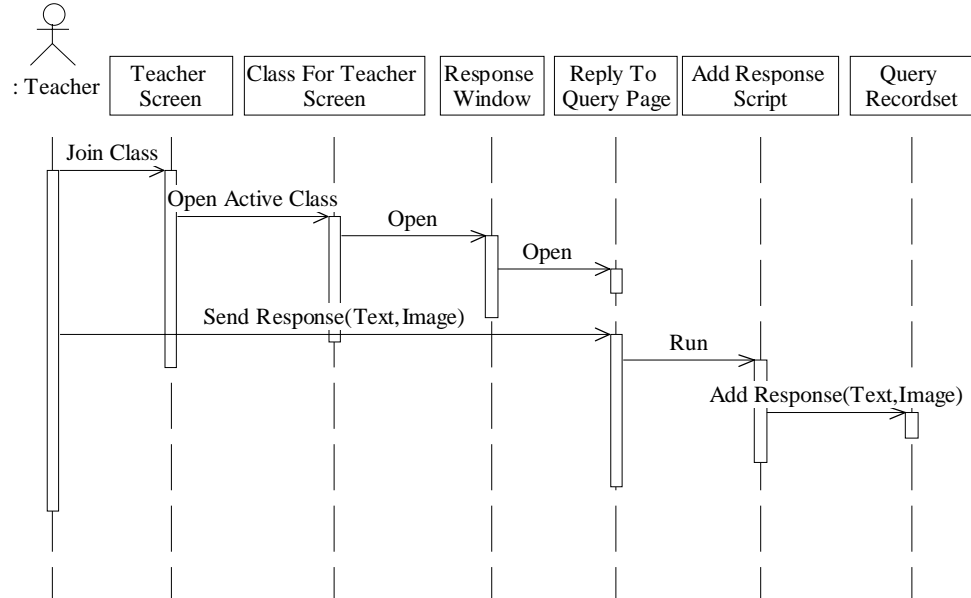 : Teacher
Teacher
Screen
Class For Teacher
Screen
Response
Window
Reply To
Query Page
Add Response
Script
Query
Recordset
Join Class
Open Active Class
Open
Open
Send Response(Text,Image)
Run
Add Response(Text,Image)